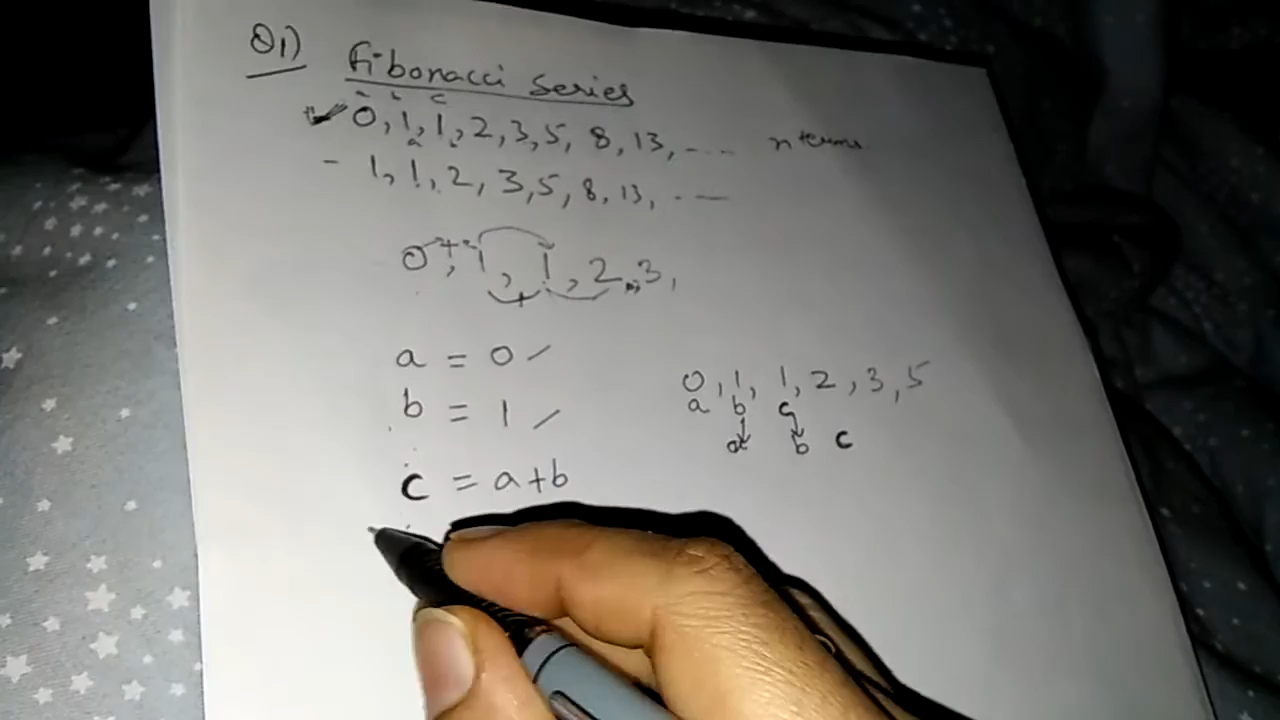 Q1) Fibonacci Series
a b c
0, 1, 1, 2, 3, 5, 8, 13, ---- n terms
a b
- 1, 1, 2, 3, 5, 8, 13, ----
0 + 1, 1, 2, 3,
+
a = 0
b = 1
c = a+b
0, 1, 1, 2, 3, 5
a b c
a b c